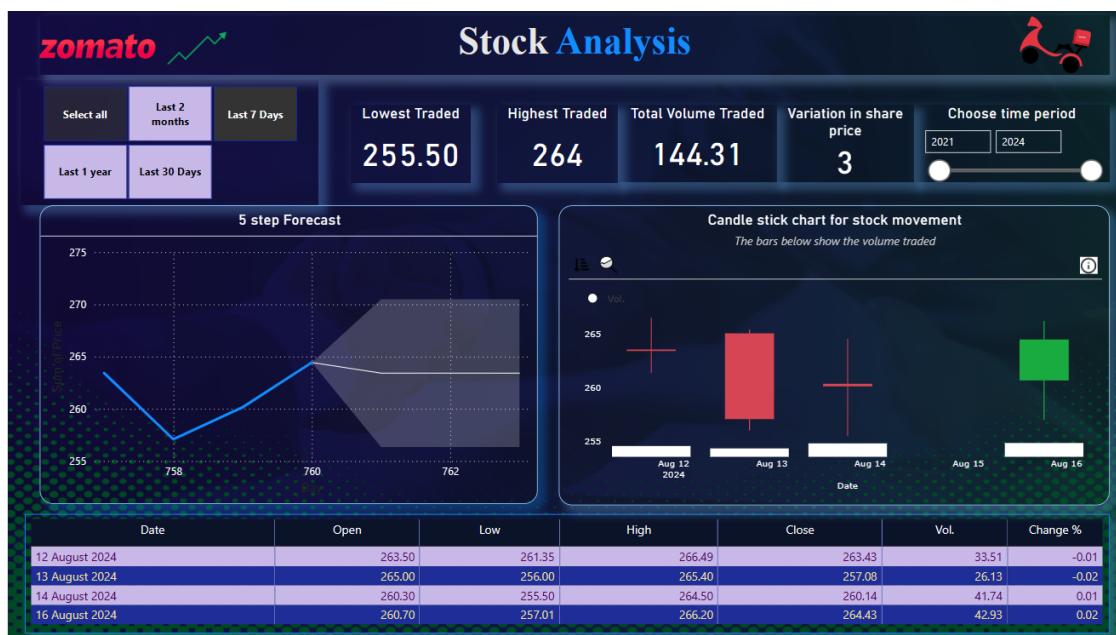 zomato
Stock Analysis
Select all
Last 2
months
Last 7 Days
Last 1 year
Last 30 Days
Lowest Traded
255.50
Highest Traded
264
Total Volume Traded
144.31
Variation in share
price
3
Choose time period
2021
2024
5 step Forecast
275
270
265
260
255
Sum of Price
758
760
762
Candle stick chart for stock movement
The bars below show the volume traded
Vol.
265
260
255
Aug 12
2024
Aug 13
Aug 14
Aug 15
Aug 16
Date
Date Open Low High Close Vol. Change %
12 August 2024 263.50 261.35 266.49 263.43 33.51 -0.01
13 August 2024 265.00 256.00 265.40 257.08 26.13 -0.02
14 August 2024 260.30 255.50 264.50 260.14 41.74 0.01
16 August 2024 260.70 257.01 266.20 264.43 42.93 0.02